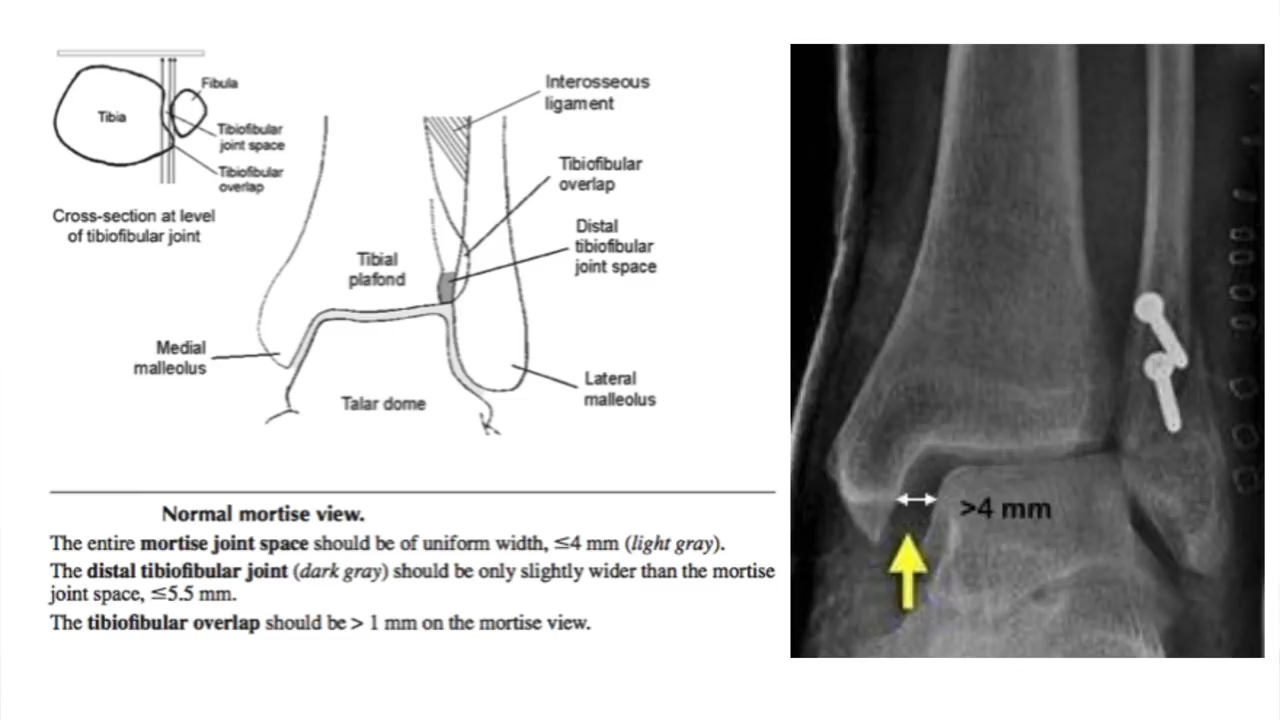 Fibula
Tibia
Tibiofibular
joint space
Tibiofibular
overlap
Cross-section at level
of tibiofibular joint
Interosseous
ligament
Tibiofibular
overlap
Distal
tibiofibular
joint space
Tibial
plafond
Medial
malleolus
Talar dome
Lateral
malleolus
>4 mm
Normal mortise view.
The entire mortise joint space should be of uniform width, ≤4 mm (light gray).
The distal tibiofibular joint (dark gray) should be only slightly wider than the mortise
joint space, ≤5.5 mm.
The tibiofibular overlap should be > 1 mm on the mortise view.